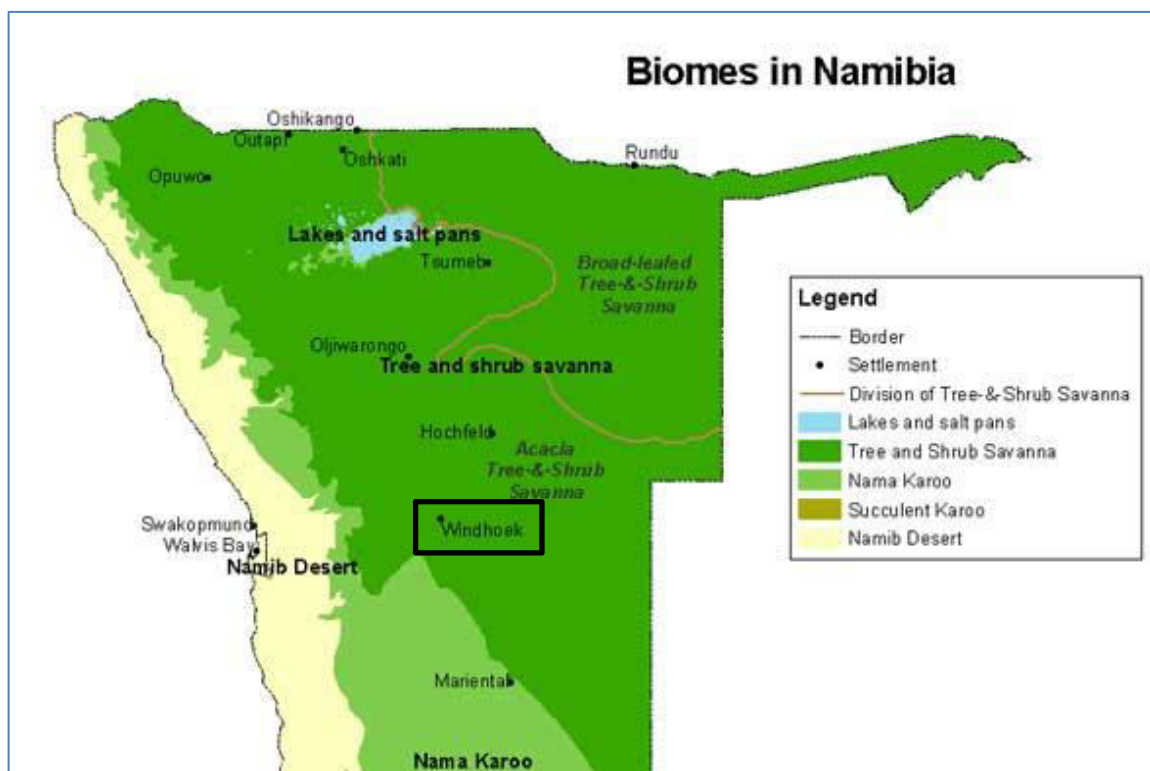 Biomes in Namibia
Oshikango
Outapi
Oshkati
Rundu
Opuwo
Lakes and salt pans
Tsumeb
Broad-leafed
Tree-&-Shrub
Savanna
Oljiwarongo
Tree and shrub savanna
Hochfeld
Acacia
Tree-&-Shrub
Savanna
Windhoek
Swakopmund
Walvis Bay
Namib Desert
Mariental
Nama Karoo
Legend
Border
Settlement
Division of Tree-&-Shrub Savanna
Lakes and salt pans
Tree and Shrub Savanna
Nama Karoo
Succulent Karoo
Namib Desert